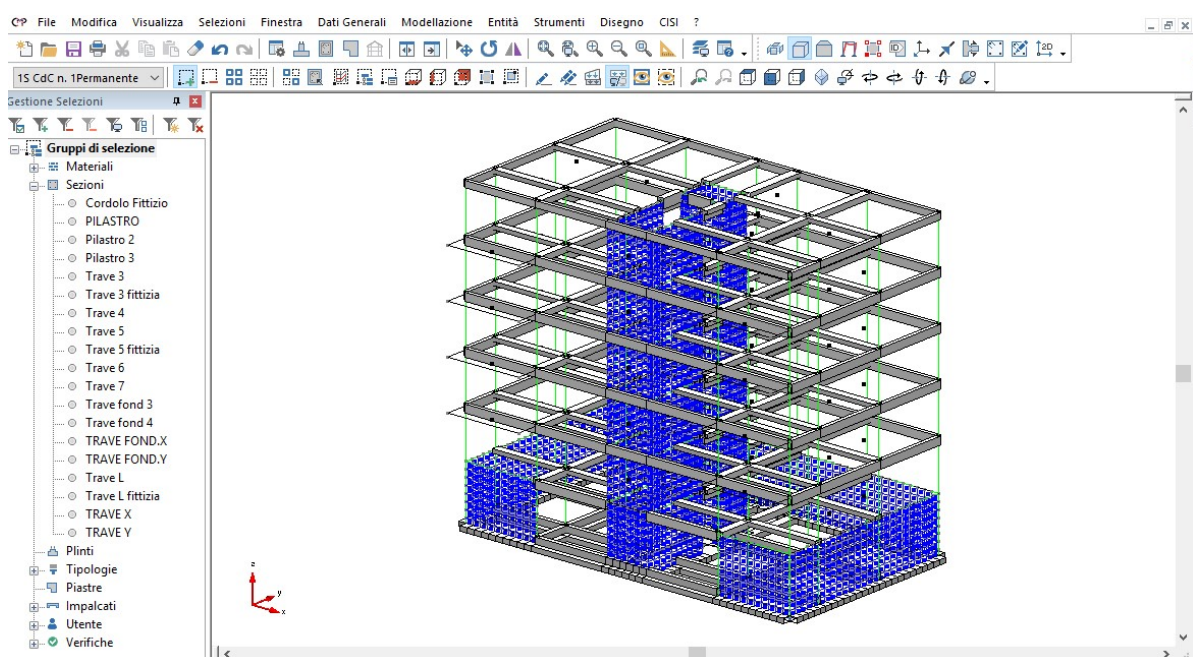 File Modifica Visualizza Selezioni Finestra Dati Generali Modellazione Entità Strumenti Disegno CISI ?
1S CdC n. 1Permanente
Gestione Selezioni
Gruppi di selezione
Materiali
Sezioni
Cordolo Fittizio
PILASTRO
Pilastro 2
Pilastro 3
Trave 3
Trave 3 fittizia
Trave 4
Trave 5
Trave 5 fittizia
Trave 6
Trave 7
Trave fond 3
Trave fond 4
TRAVE FOND.X
TRAVE FOND.Y
Trave L
Trave L fittizia
TRAVE X
TRAVE Y
Plinti
Tipologie
Piastre
Impalcati
Utente
Verifiche
z
y
x